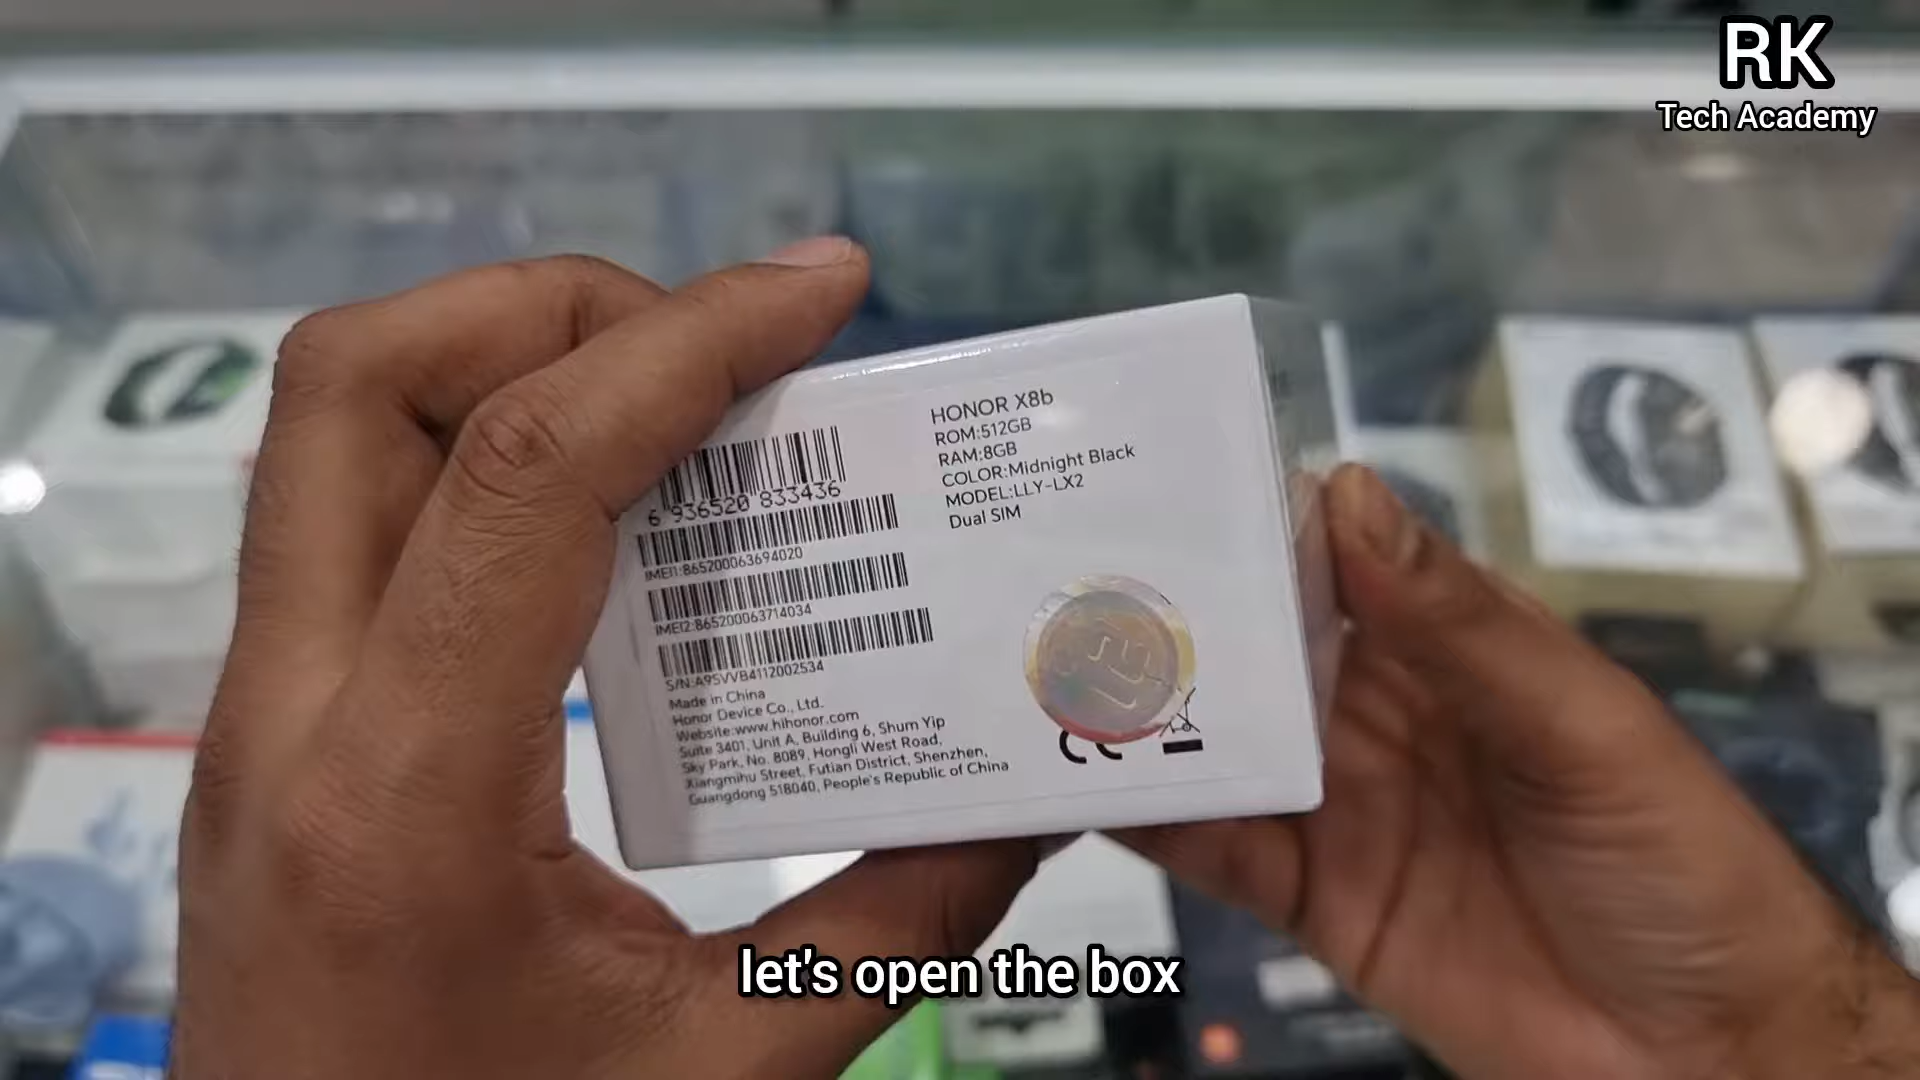 RK
Tech Academy
HONOR X8b
ROM:512GB
RAM:8GB
COLOR:Midnight Black
MODEL:LLY-LX2
Dual SIM
6 936520 833436
IMEI1:865200063694020
IMEI2:865200063714034
S/N:A9SVVB4112002534
Made in China
Honor Device Co., Ltd.
Website:www.hihonor.com
Suite 3401, Unit A, Building 6, Shum Yip
Sky Park, No. 8089, Hongli West Road,
Xiangmihu Street, Futian District, Shenzhen,
Guangdong 518040, People's Republic of China
CE
let's open the box